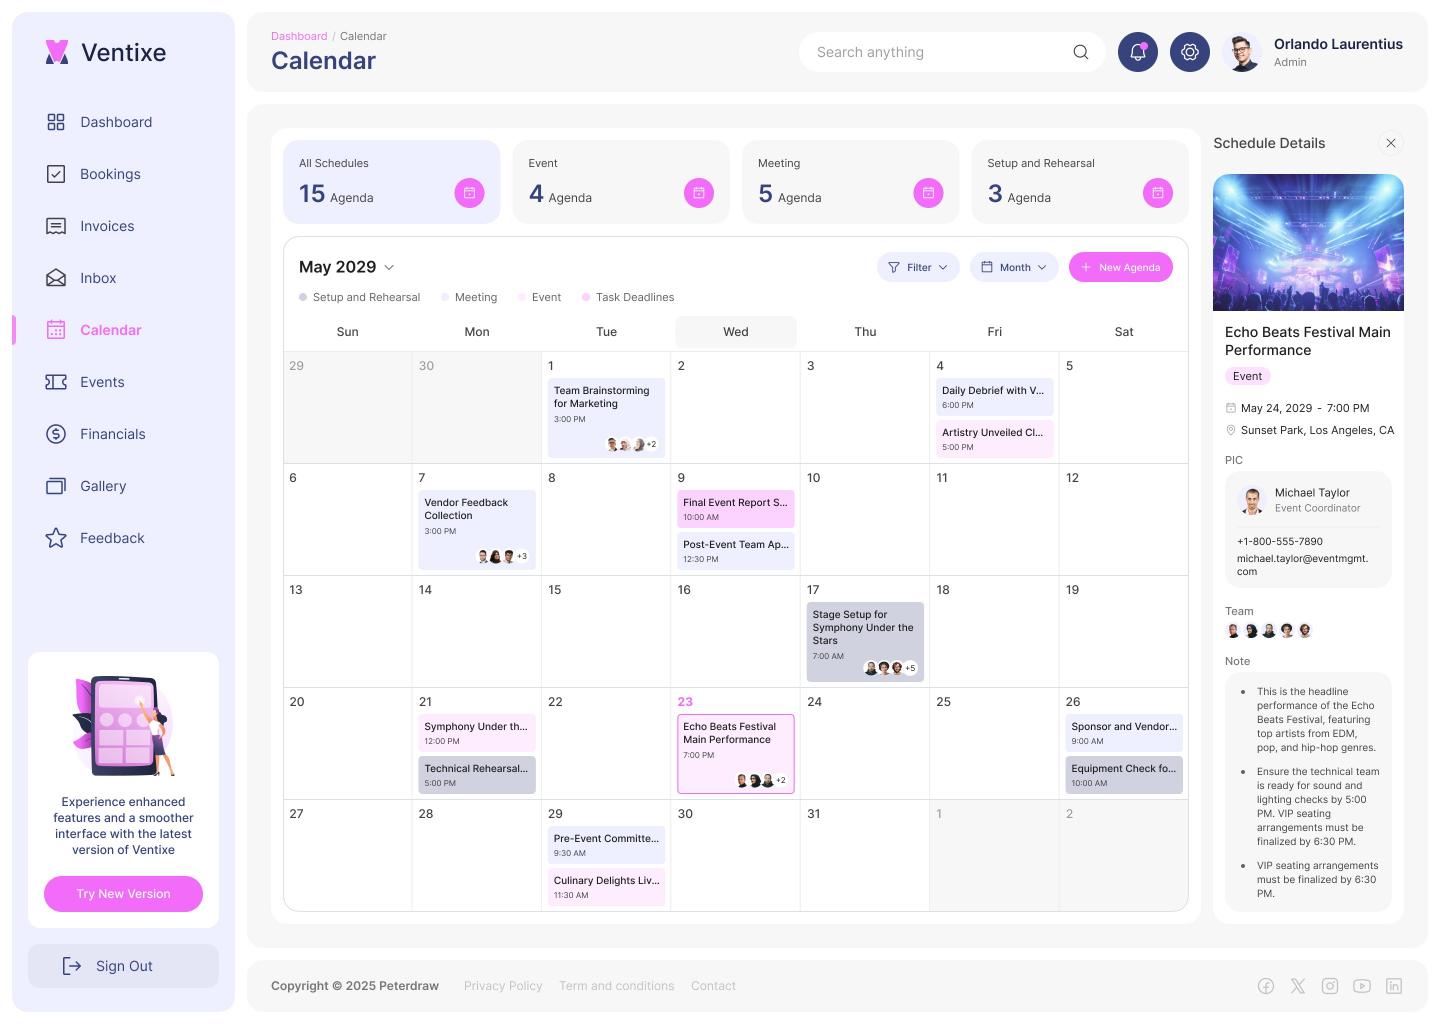 Ventixe
Dashboard
Bookings
Invoices
Inbox
Calendar
Events
Financials
Gallery
Feedback
Experience enhanced
features and a smoother
interface with the latest
version of Ventixe
Try New Version
Sign Out
Dashboard / Calendar
Calendar
Search anything
Orlando Laurentius
Admin
All Schedules
15 Agenda
Event
4 Agenda
Meeting
5 Agenda
Setup and Rehearsal
3 Agenda
May 2029
Filter
Month
New Agenda
Setup and Rehearsal
Meeting
Event
Task Deadlines
Sun Mon Tue Wed Thu Fri Sat
29 30 1 2 3 4 5
Team Brainstorming
for Marketing
3:00 PM
+2
Daily Debrief with V...
6:00 PM
Artistry Unveiled Cl...
5:00 PM
6 7 8 9 10 11 12
Vendor Feedback
Collection
3:00 PM
+3
Final Event Report S...
10:00 AM
Post-Event Team Ap...
12:30 PM
13 14 15 16 17 18 19
Stage Setup for
Symphony Under the
Stars
7:00 AM
+5
20 21 22 23 24 25 26
Symphony Under th...
12:00 PM
Technical Rehearsal...
5:00 PM
Echo Beats Festival
Main Performance
7:00 PM
+2
Sponsor and Vendor...
9:00 AM
Equipment Check fo...
10:00 AM
27 28 29 30 31 1 2
Pre-Event Committe...
9:30 AM
Culinary Delights Liv...
11:30 AM
Schedule Details
Echo Beats Festival Main
Performance
Event
May 24, 2029 - 7:00 PM
Sunset Park, Los Angeles, CA
PIC
Michael Taylor
Event Coordinator
+1-800-555-7890
michael.taylor@eventmgmt.
com
Team
Note
• This is the headline
performance of the Echo
Beats Festival, featuring
top artists from EDM,
pop, and hip-hop genres.
• Ensure the technical team
is ready for sound and
lighting checks by 5:00
PM. VIP seating
arrangements must be
finalized by 6:30 PM.
• VIP seating arrangements
must be finalized by 6:30
PM.
Copyright © 2025 Peterdraw
Privacy Policy
Term and conditions
Contact